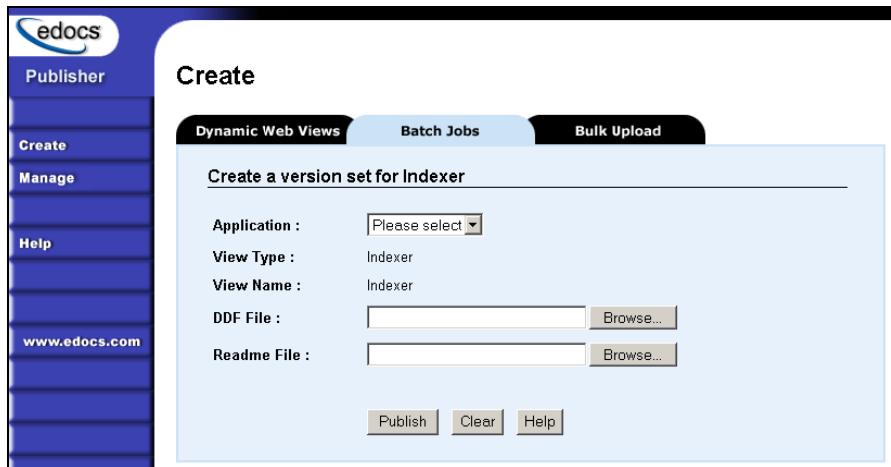 edocs
Publisher
Create
Manage
Help
www.edocs.com
Create
Dynamic Web Views
Batch Jobs
Bulk Upload
Create a version set for Indexer
Application : Please select
View Type : Indexer
View Name : Indexer
DDF File : Browse...
Readme File : Browse...
Publish Clear Help